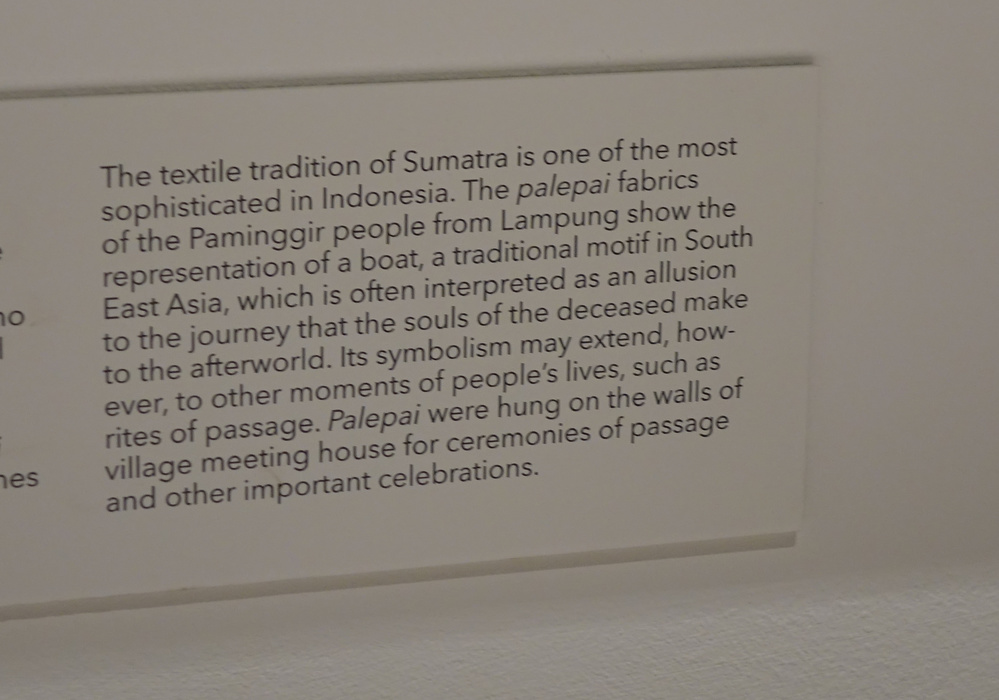 The textile tradition of Sumatra is one of the most
sophisticated in Indonesia. The palepai fabrics
of the Paminggir people from Lampung show the
representation of a boat, a traditional motif in South
East Asia, which is often interpreted as an allusion
to the journey that the souls of the deceased make
to the afterworld. Its symbolism may extend, how-
ever, to other moments of people's lives, such as
rites of passage. Palepai were hung on the walls of
village meeting house for ceremonies of passage
and other important celebrations.